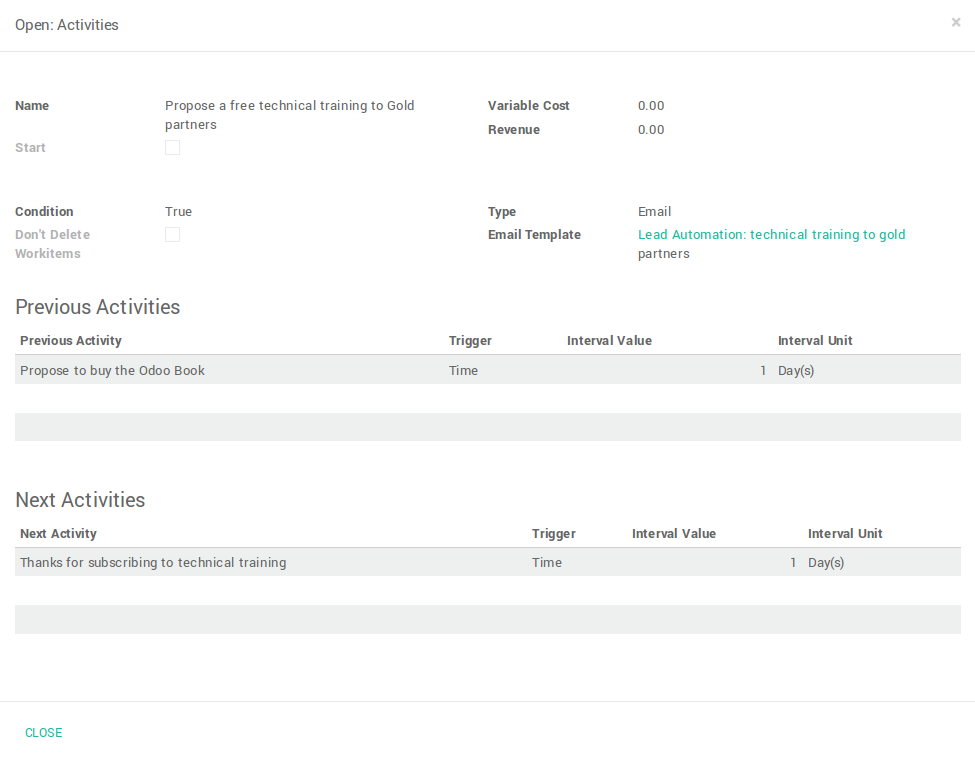 Open: Activities ×
Name Propose a free technical training to Gold Variable Cost 0.00
partners Revenue 0.00
Start
Condition True Type Email
Don't Delete Email Template Lead Automation: technical training to gold
Workitems partners
Previous Activities
Previous Activity Trigger Interval Value Interval Unit
Propose to buy the Odoo Book Time 1 Day(s)
Next Activities
Next Activity Trigger Interval Value Interval Unit
Thanks for subscribing to technical training Time 1 Day(s)
CLOSE